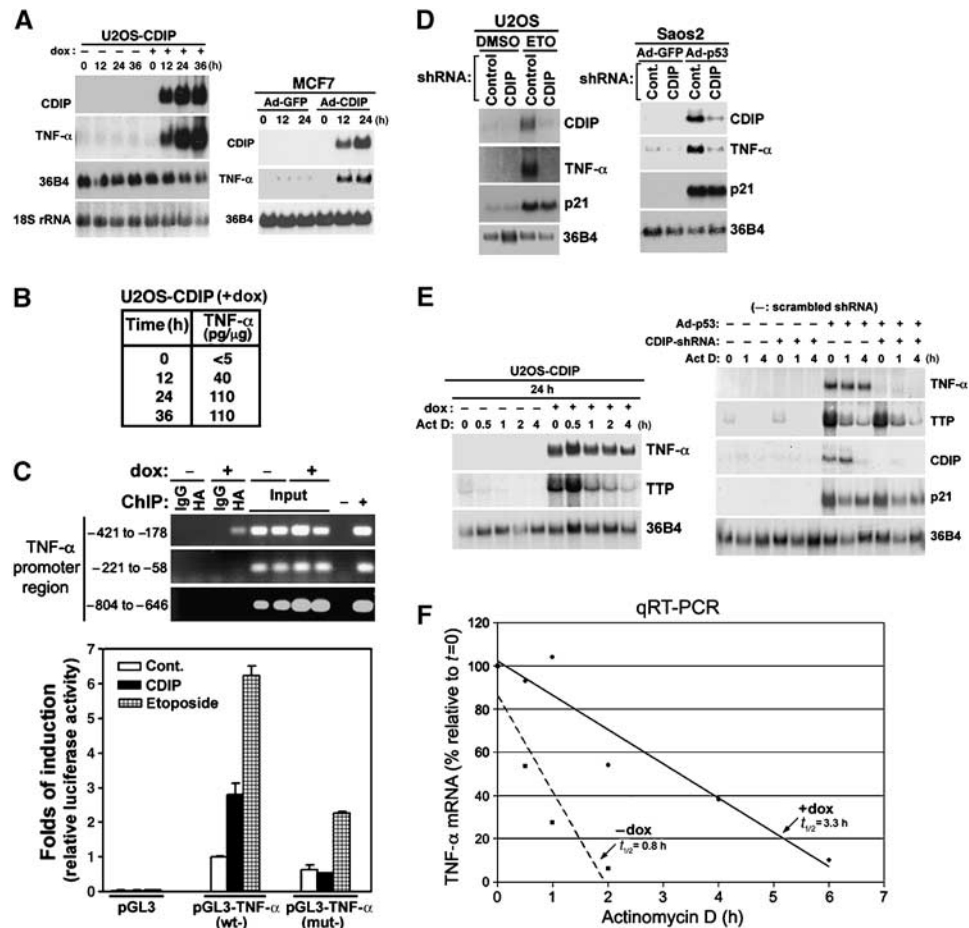 A
U2OS-CDIP
dox : – – – – + + + +
0 12 24 36 0 12 24 36 (h)
CDIP
TNF-α
36B4
18S rRNA
MCF7
Ad-GFP Ad-CDIP
0 12 24 0 12 24 (h)
CDIP
TNF-α
36B4
B
U2OS-CDIP (+dox)
Time (h) TNF-α (pg/μg)
0 <5
12 40
24 110
36 110
C
dox: – + – +
ChIP: IgG HA IgG HA Input – +
TNF-α promoter region
–421 to –178
–221 to –58
–804 to –646
Folds of induction
(relative luciferase activity)
7
6
5
4
3
2
1
0
Cont.
CDIP
Etoposide
pGL3 pGL3-TNF-α (wt-) pGL3-TNF-α (mut-)
D
U2OS
DMSO ETO
shRNA: Control CDIP Control CDIP
CDIP
TNF-α
p21
36B4
Saos2
Ad-GFP Ad-p53
shRNA: Cont. CDIP Cont. CDIP
CDIP
TNF-α
p21
36B4
E
U2OS-CDIP
24 h
dox: – – – – – + + + + +
Act D: 0 0.5 1 2 4 0 0.5 1 2 4 (h)
TNF-α
TTP
36B4
(—: scrambled shRNA)
Ad-p53: – – – – – – + + + + + +
CDIP-shRNA: – – – + + + – – – + + +
Act D: 0 1 4 0 1 4 0 1 4 0 1 4 (h)
TNF-α
TTP
CDIP
p21
36B4
F
qRT-PCR
TNF-α mRNA (% relative to t=0)
120
100
80
60
40
20
0
–dox
t1/2 = 0.8 h
+dox
t1/2 = 3.3 h
0 1 2 3 4 5 6 7
Actinomycin D (h)